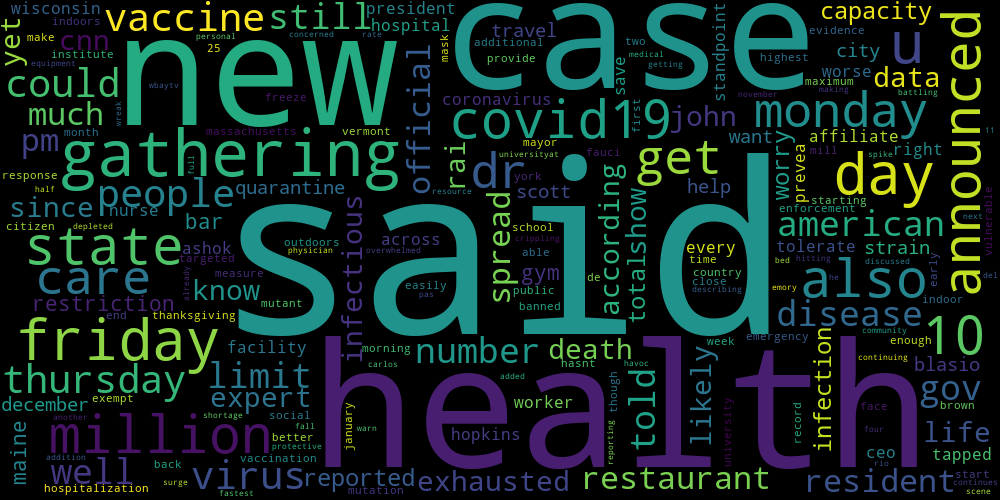 wisconsin
vaccine
still
president
case
capacity
indoors
yet
make
cnn
personal
new
hospital
travel
evidence
institute
25
concerned
rate
mask
additional
two
standpoint
highest
city
u
announced
equipment
could
wbaytv
official
provide
medical
save
getting
worse
data
much
wreak
freeze
coronavirus
maximum
making
battling
month
massachusetts
vermont
covid19
first
john
monday
november
pm
gathering
mayor
want
affiliate
11
response
fall
rai
universityat
fauci
get
worry
mill
spike
right
half
dr
york
help
prevea
day
vulnerable
people
quarantine
resource
scott
starting
since
nurse
infectious
spread
school
according
totalshow
enforcement
next
citizen
bar
said
crippling
american
depleted
state
ashok
outdoors
across
able
every
tolerate
strain
targeted
physician
overwhelmed
gym
time
bed
hitting
discussed
care
already
measure
easily
de
country
he
early
know
mutant
pas
public
close
emory
also
del
restriction
banned
describing
indoor
end
thanksgiving
disease
friday
facility
morning
number
death
week
emergency
community
10
likely
enough
thursday
limit
carlos
hasnt
infection
continuing
blasio
december
exempt
expert
health
added
worker
havoc
though
told
face
gov
another
shortage
social
january
record
brown
maine
million
fall
better
warn
hopkins
reporting
university
four
life
addition
protective
ceo
tapped
well
back
vaccination
virus
reported
exhausted
restaurant
resident
rio
start
continues
hospitalization
surge
fastest
mutation
scene